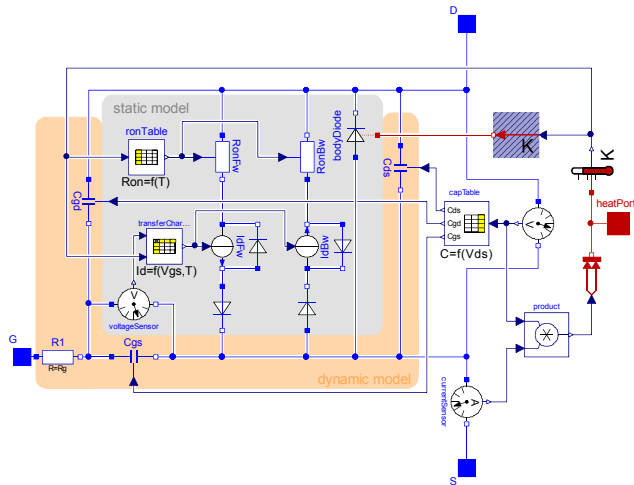 D
static model
ronTable
Ron=f(T)
RonFw
RonBw
bodyDiode
K
K
Cds
capTable
Cds
Cgd
Cgs
C=f(Vds)
V
heatPort
Cgd
transferChar...
Id=f(Vgs,T)
IdFw
IdBw
V
voltageSensor
product
G
R1
R=Rg
Cgs
dynamic model
currentSensor
A
S